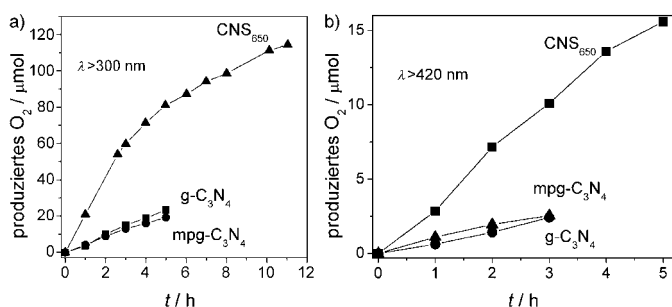 a)
produziertes O₂ / μmol
120
100
80
60
40
20
0
λ>300 nm
CNS₆₅₀
g-C₃N₄
mpg-C₃N₄
0 2 4 6 8 10 12
t / h
b)
produziertes O₂ / μmol
15
10
5
0
λ>420 nm
CNS₆₅₀
mpg-C₃N₄
g-C₃N₄
0 1 2 3 4 5
t / h